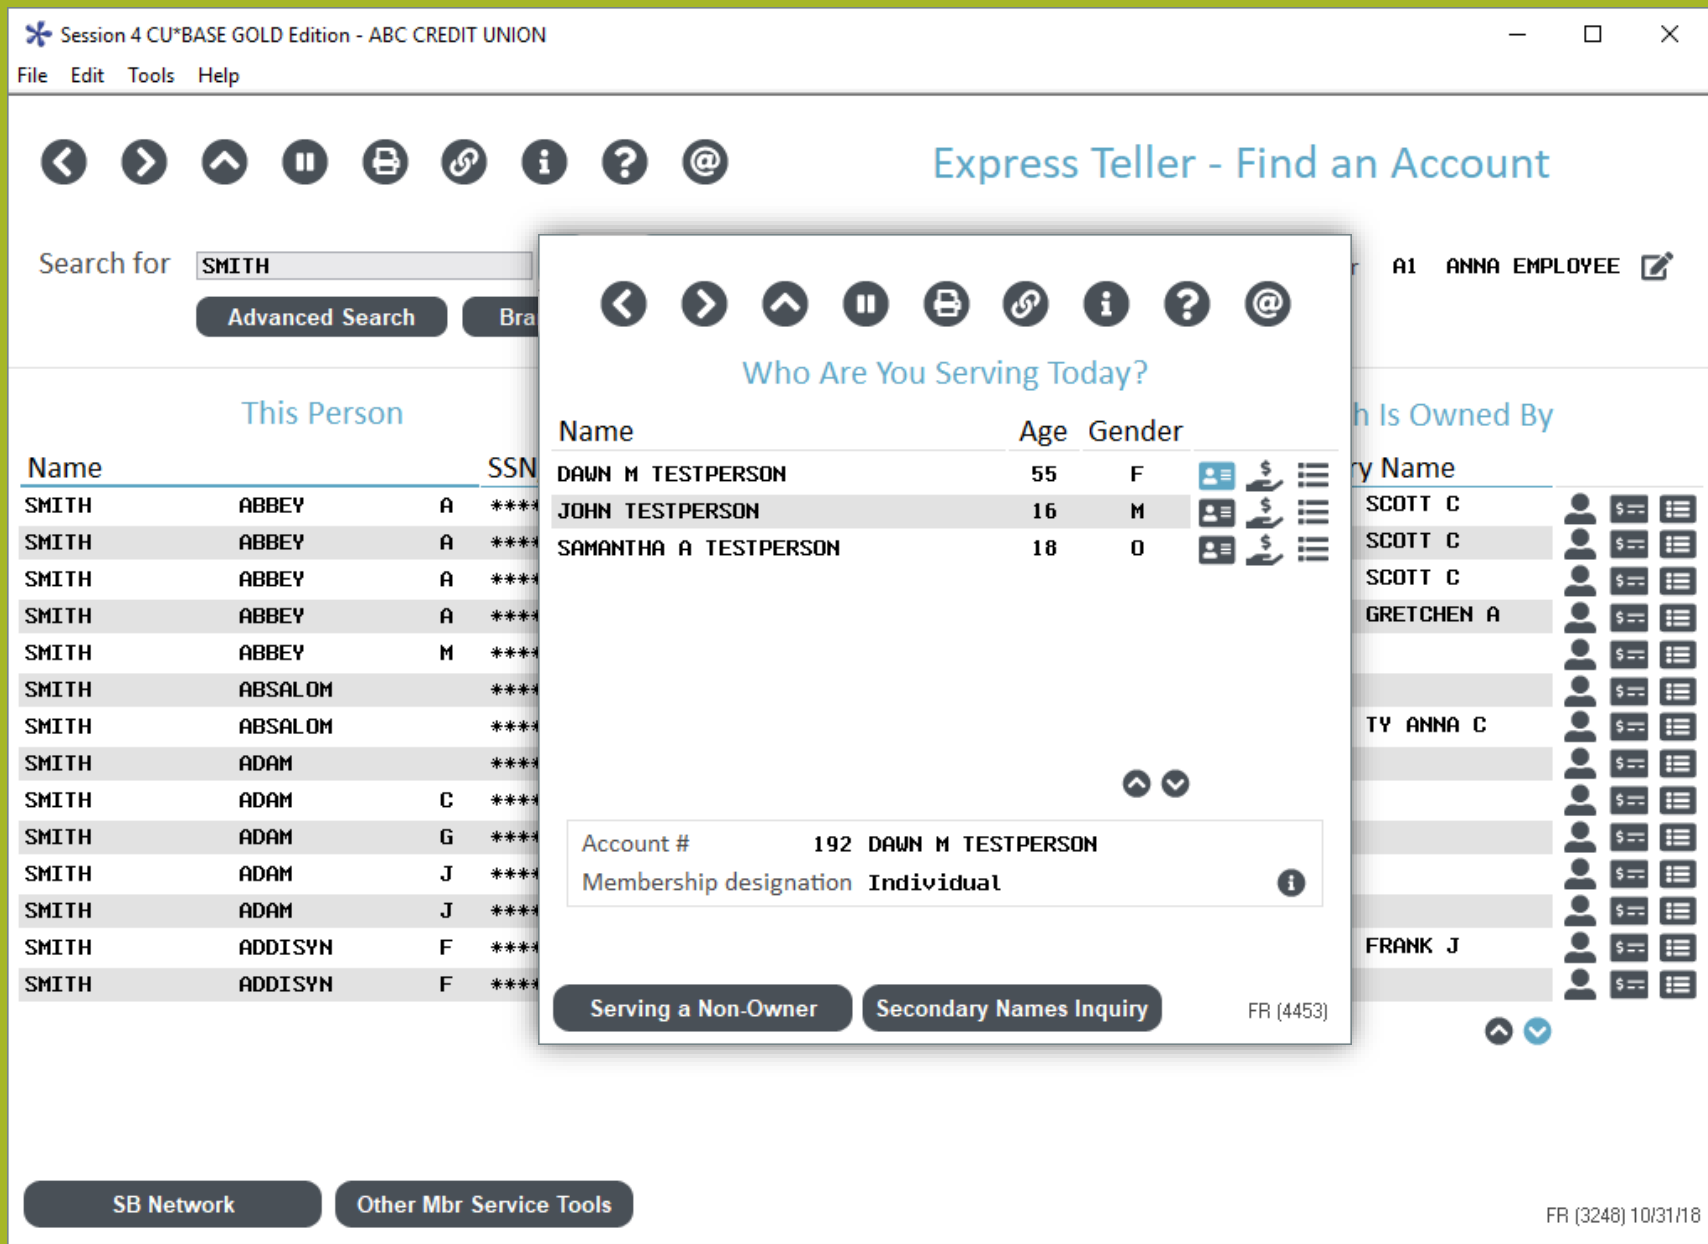 Session 4 CU*BASE GOLD Edition - ABC CREDIT UNION
File Edit Tools Help
Express Teller - Find an Account
Search for SMITH
A1 ANNA EMPLOYEE
Advanced Search
Who Are You Serving Today?
Name Age Gender
DAWN M TESTPERSON 55 F
JOHN TESTPERSON 16 M
SAMANTHA A TESTPERSON 18 O
Account # 192 DAWN M TESTPERSON
Membership designation Individual
Serving a Non-Owner Secondary Names Inquiry FR (4453)
This Person
Is Owned By
Name SSN Name
SMITH ABBEY A **** SCOTT C
SMITH ABBEY A **** SCOTT C
SMITH ABBEY A **** SCOTT C
SMITH ABBEY A **** GRETCHEN A
SMITH ABBEY M ****
SMITH ABSALOM ****
SMITH ABSALOM **** TY ANNA C
SMITH ADAM ****
SMITH ADAM C ****
SMITH ADAM G ****
SMITH ADAM J ****
SMITH ADAM J ****
SMITH ADDISYN F **** FRANK J
SMITH ADDISYN F ****
SB Network Other Mbr Service Tools
FR (3248) 10/31/18